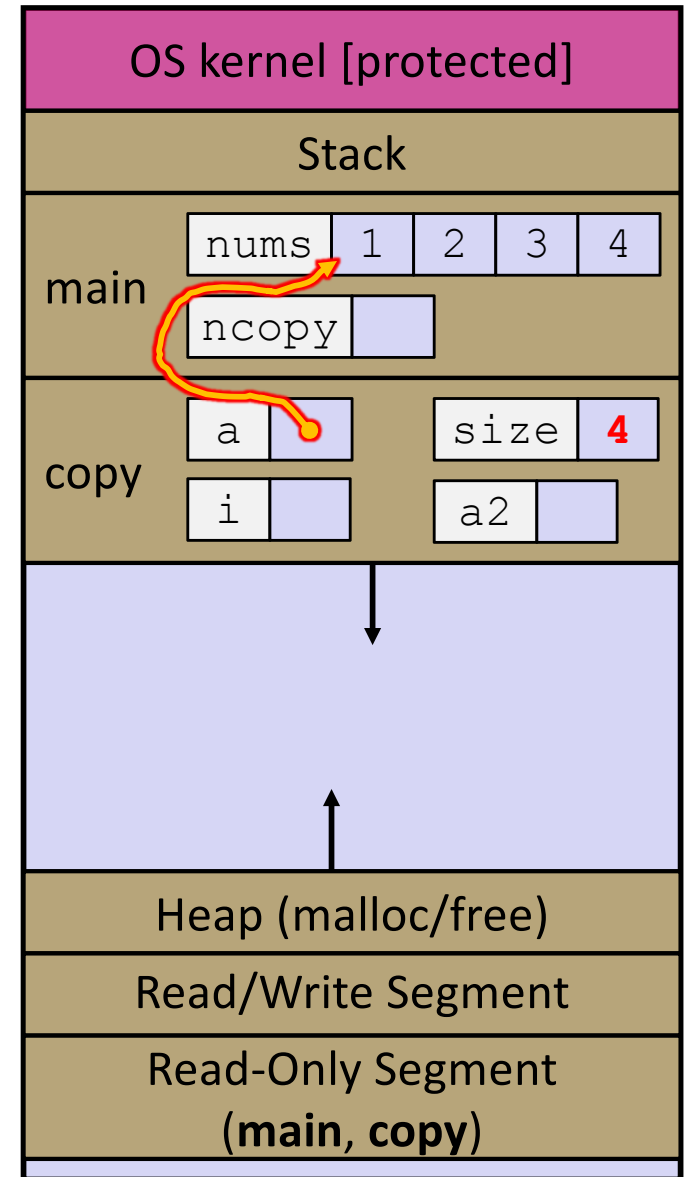 OS kernel [protected]
Stack
main
nums 1 2 3 4
ncopy
copy
a size 4
i a2
Heap (malloc/free)
Read/Write Segment
Read-Only Segment
(main, copy)